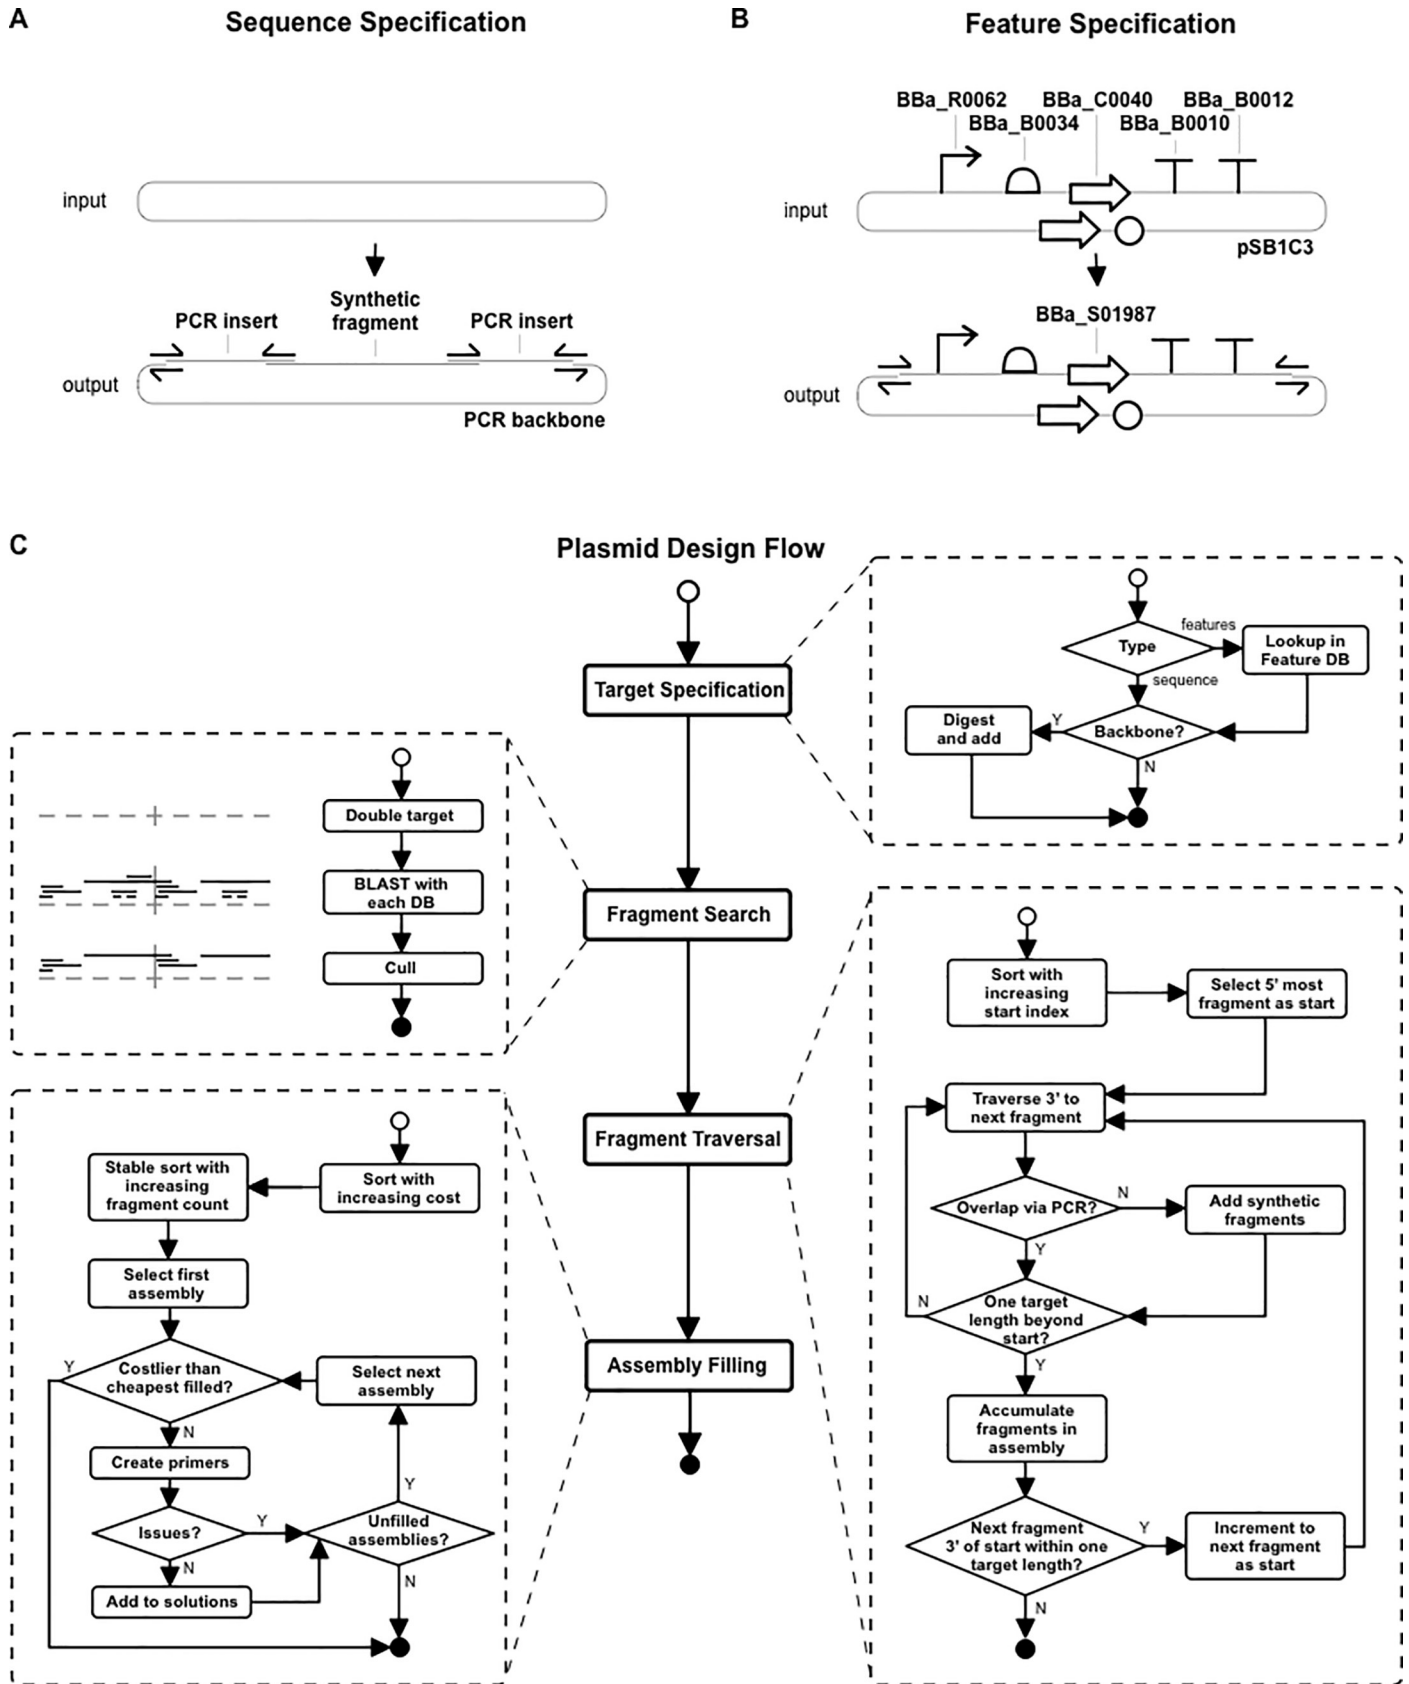 A
Sequence Specification
input
Synthetic
fragment
PCR insert
PCR insert
output
PCR backbone
B
Feature Specification
BBa_R0062
BBa_C0040
BBa_B0012
BBa_B0034
BBa_B0010
input
pSB1C3
BBa_S01987
output
C
Plasmid Design Flow
Target Specification
Fragment Search
Fragment Traversal
Assembly Filling
Type
features
Lookup in
Feature DB
sequence
Backbone?
Y
Digest
and add
N
Double target
BLAST with
each DB
Cull
Sort with
increasing
start index
Select 5' most
fragment as start
Traverse 3' to
next fragment
Overlap via PCR?
N
Add synthetic
fragments
Y
One target
length beyond
start?
N
Y
Accumulate
fragments in
assembly
Next fragment
3' of start within one
target length?
Y
Increment to
next fragment
as start
N
Sort with
increasing cost
Stable sort with
increasing
fragment count
Select first
assembly
Costlier than
cheapest filled?
Y
Select next
assembly
N
Create primers
Issues?
Y
Unfilled
assemblies?
Y
N
Add to solutions
N